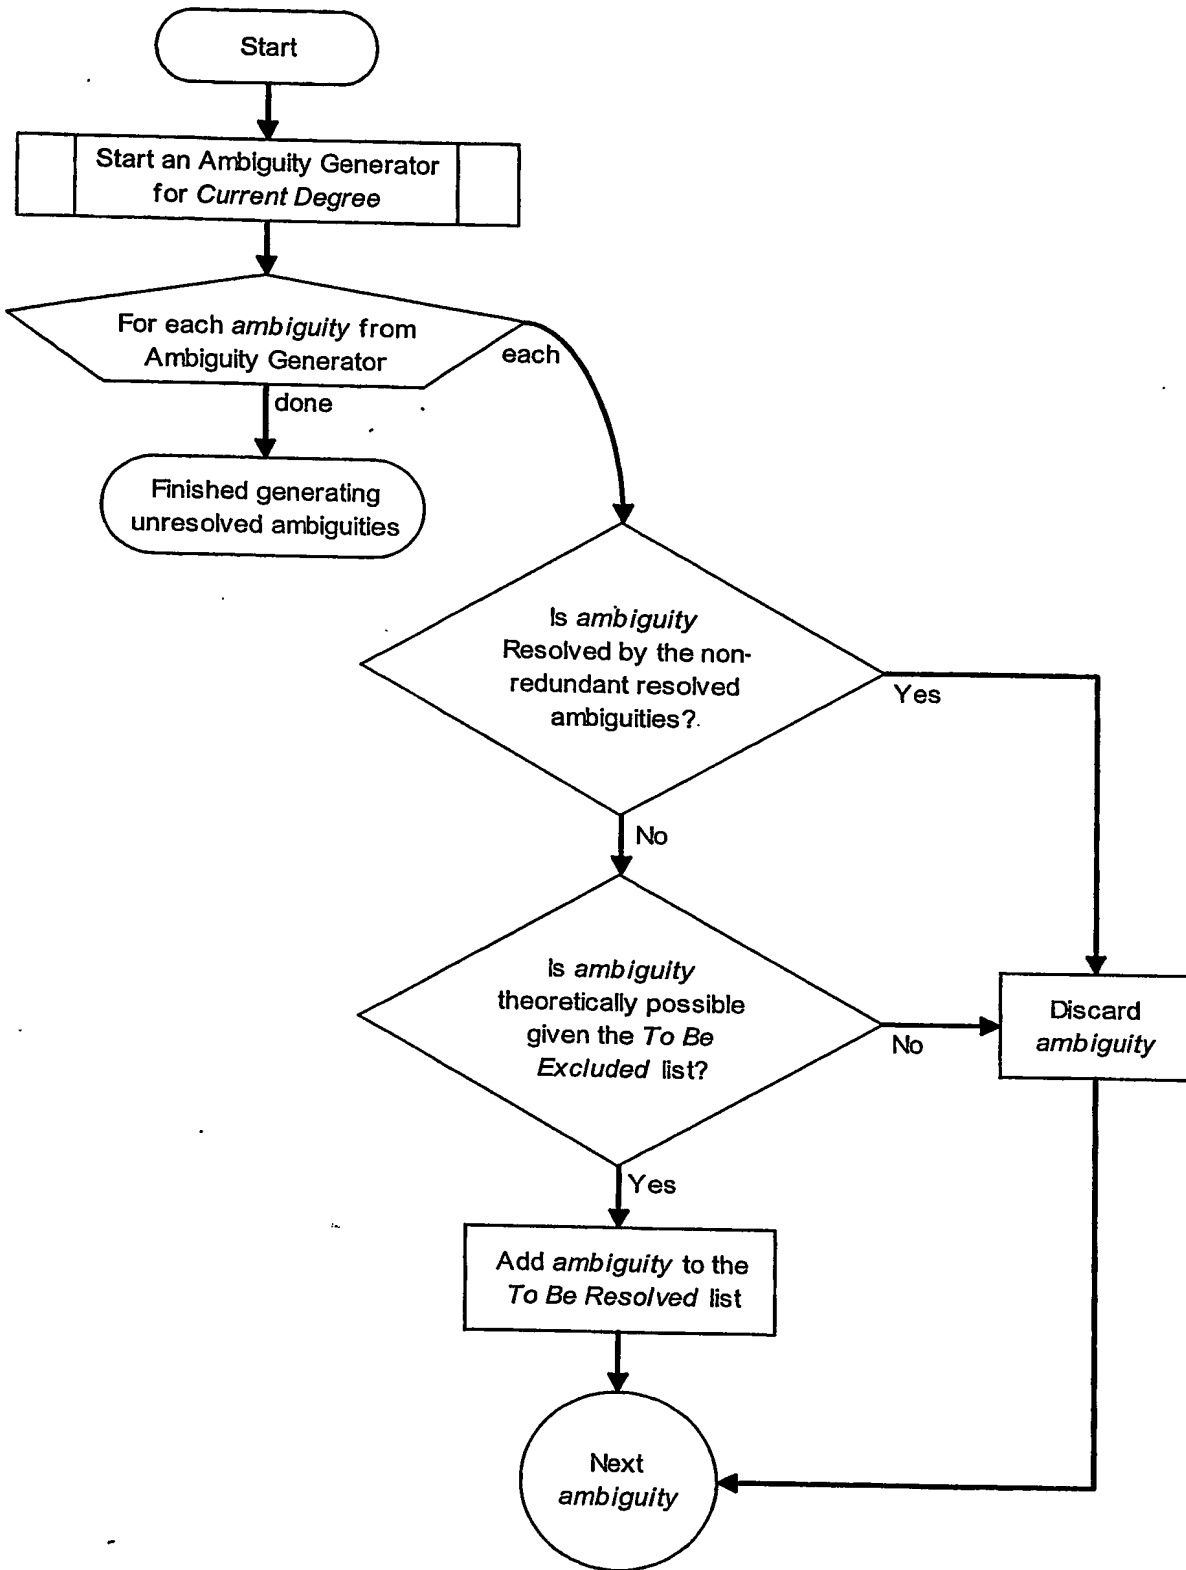 Start
Start an Ambiguity Generator
for Current Degree
For each ambiguity from
Ambiguity Generator
each
done
Finished generating
unresolved ambiguities
Is ambiguity
Resolved by the non-
redundant resolved
ambiguities?
Yes
No
Is ambiguity
theoretically possible
given the To Be
Excluded list?
No
Discard
ambiguity
Yes
Add ambiguity to the
To Be Resolved list
Next
ambiguity